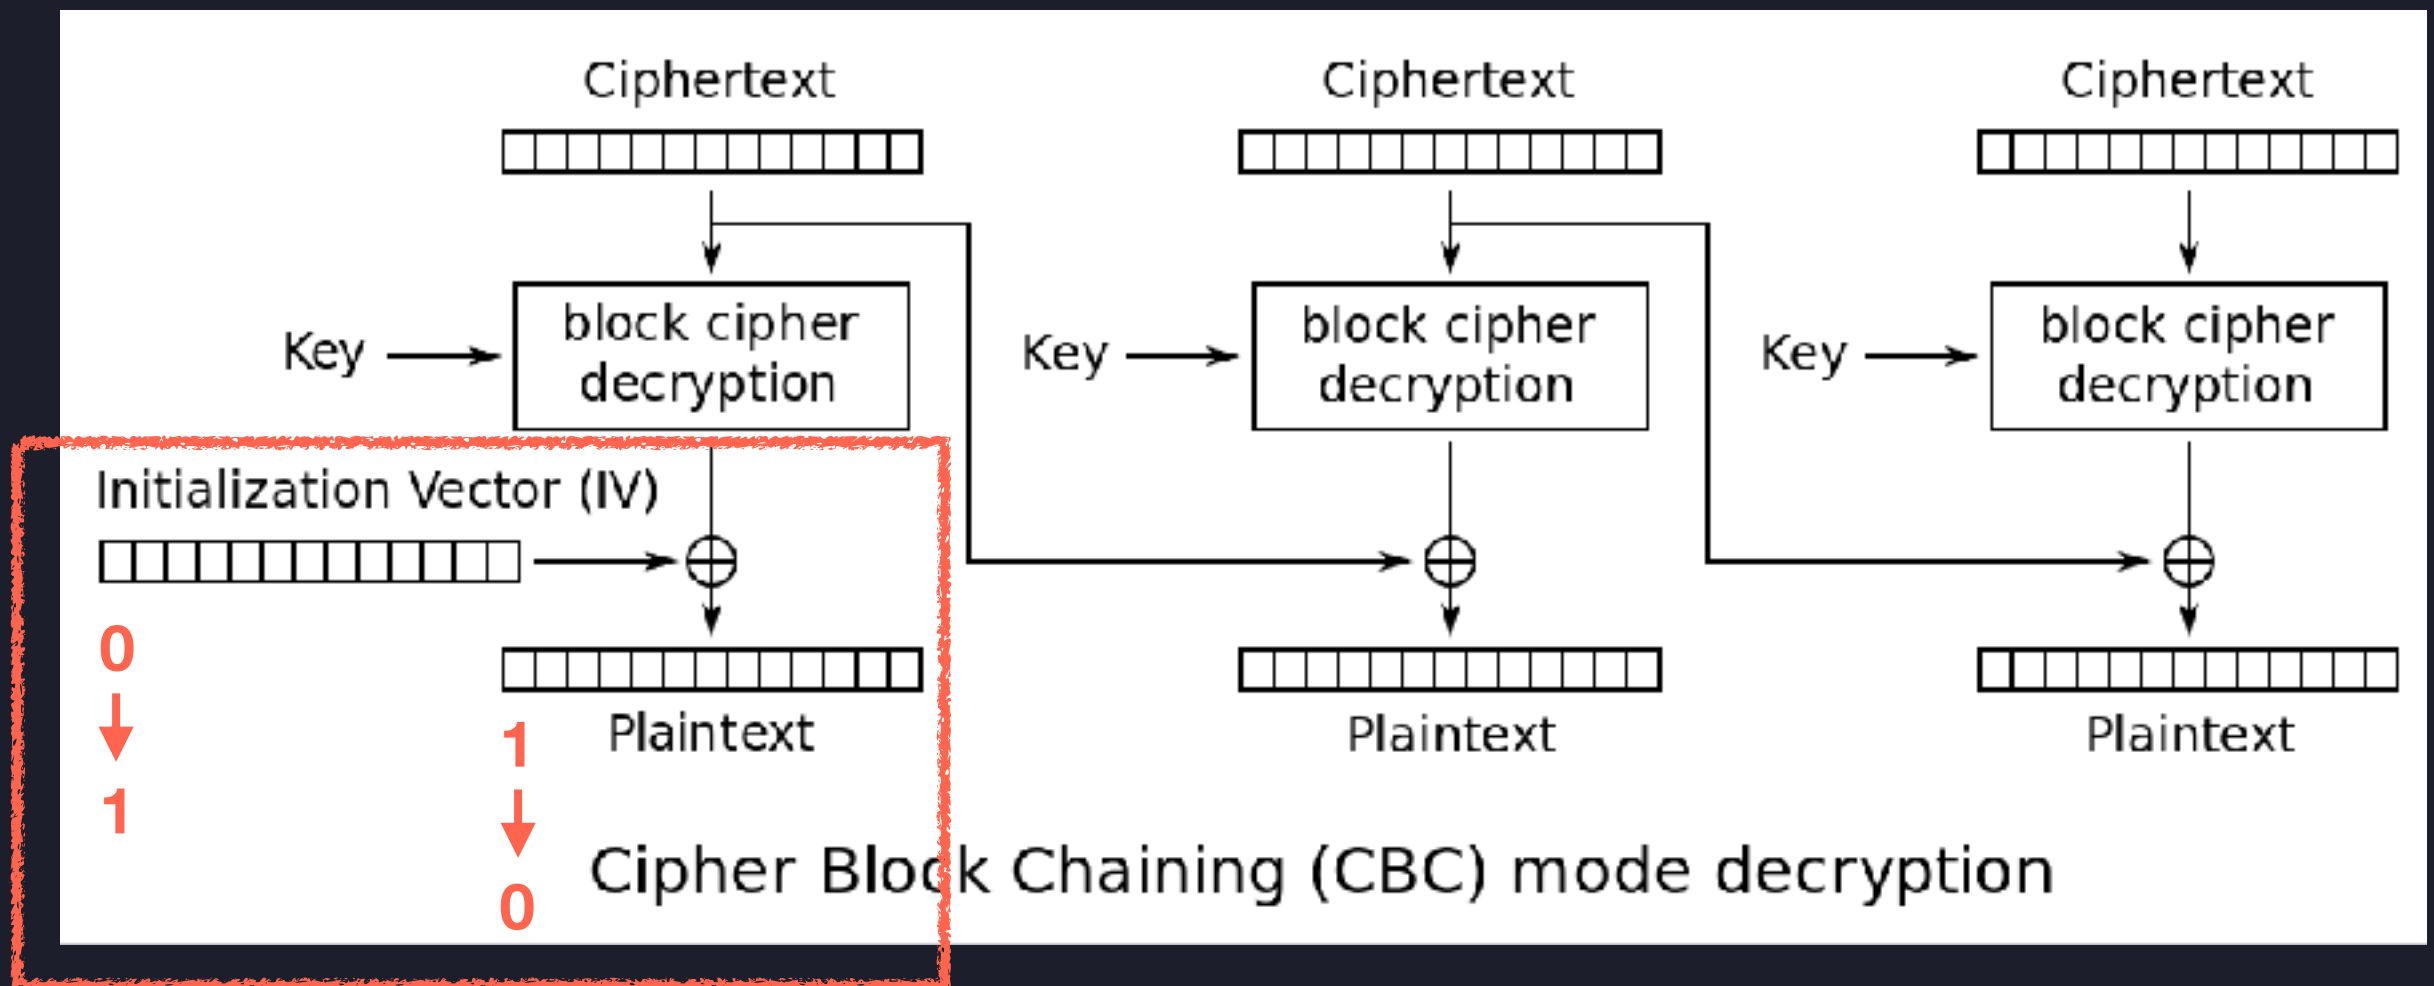 Ciphertext
Ciphertext
Ciphertext
Key
block cipher
decryption
Key
block cipher
decryption
Key
block cipher
decryption
Initialization Vector (IV)
0
1
Plaintext
Plaintext
Plaintext
1
0
Cipher Block Chaining (CBC) mode decryption